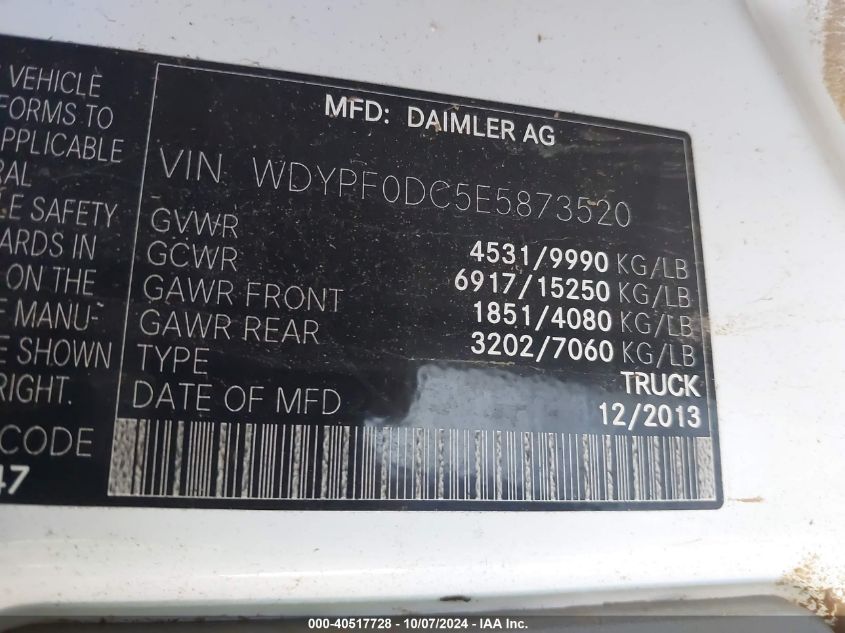 VEHICLE
FORMS TO
APPLICABLE
RAL
LE SAFETY
ARDS IN
ON THE
E MANU-
E SHOWN
RIGHT.
CODE
47
MFD: DAIMLER AG
VIN WDYPF0DC5E5873520
GVWR 4531/9990 KG/LB
GCWR 6917/15250 KG/LB
GAWR FRONT 1851/4080 KG/LB
GAWR REAR 3202/7060 KG/LB
TYPE TRUCK
DATE OF MFD 12/2013
000-40517728 - 10/07/2024 - IAA Inc.